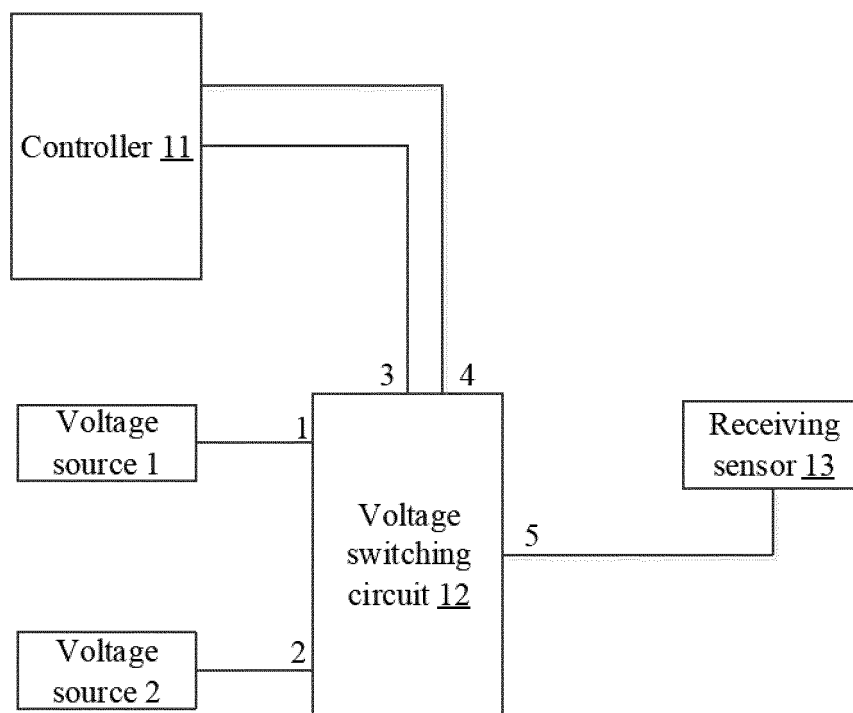 Controller 11
3
4
Voltage
source 1
1
Receiving
sensor 13
Voltage
switching
circuit 12
5
Voltage
source 2
2